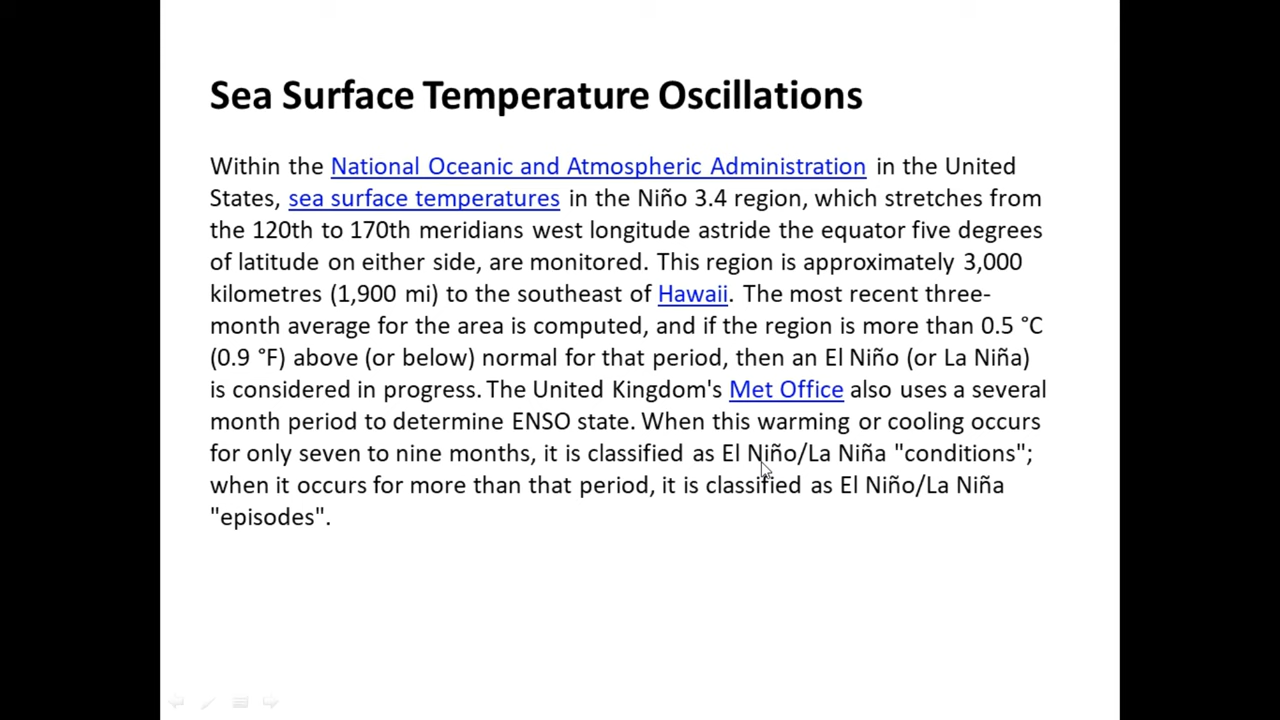 Sea Surface Temperature Oscillations
Within the National Oceanic and Atmospheric Administration in the United
States, sea surface temperatures in the Niño 3.4 region, which stretches from
the 120th to 170th meridians west longitude astride the equator five degrees
of latitude on either side, are monitored. This region is approximately 3,000
kilometres (1,900 mi) to the southeast of Hawaii. The most recent three-
month average for the area is computed, and if the region is more than 0.5 °C
(0.9 °F) above (or below) normal for that period, then an El Niño (or La Niña)
is considered in progress. The United Kingdom's Met Office also uses a several
month period to determine ENSO state. When this warming or cooling occurs
for only seven to nine months, it is classified as El Niño/La Niña "conditions";
when it occurs for more than that period, it is classified as El Niño/La Niña
"episodes".